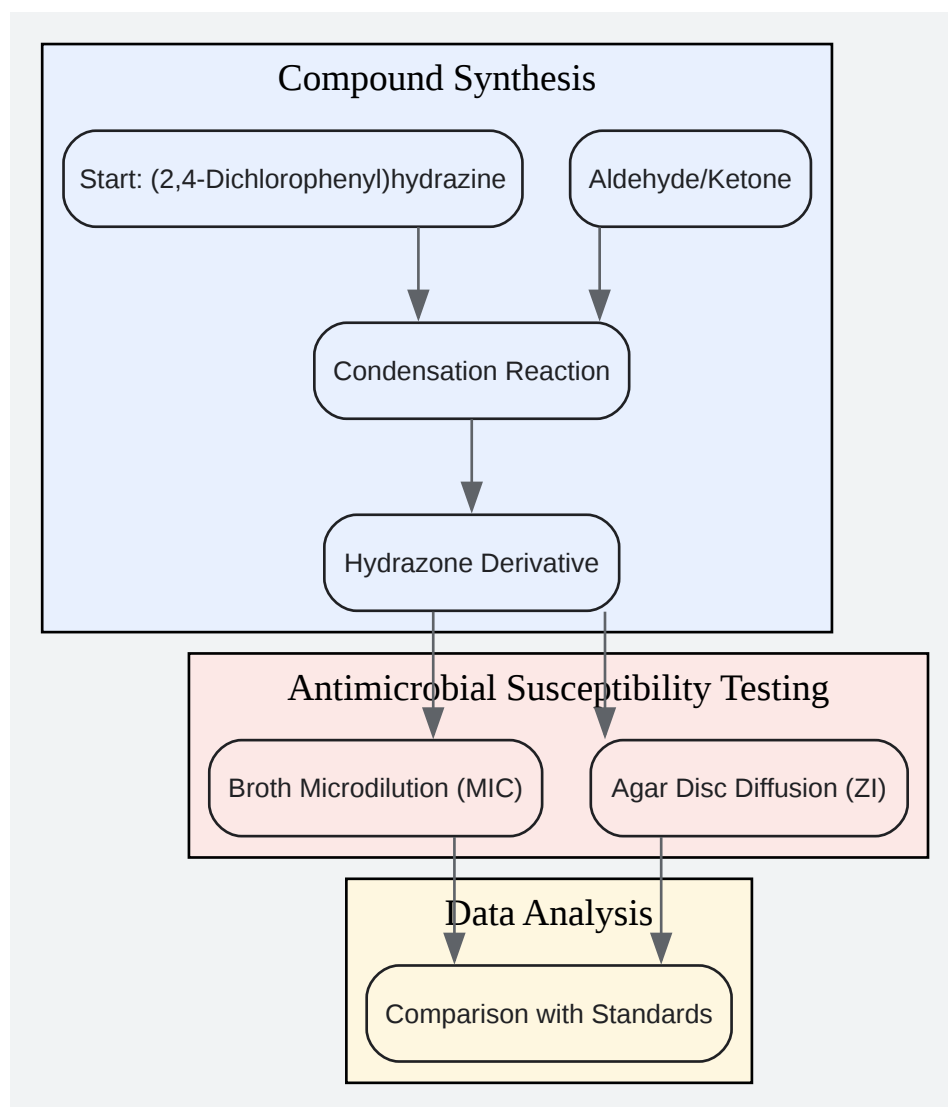 Compound Synthesis
Start: (2,4-Dichlorophenyl)hydrazine
Aldehyde/Ketone
Condensation Reaction
Hydrazone Derivative
Antimicrobial Susceptibility Testing
Broth Microdilution (MIC)
Agar Disc Diffusion (ZI)
Data Analysis
Comparison with Standards